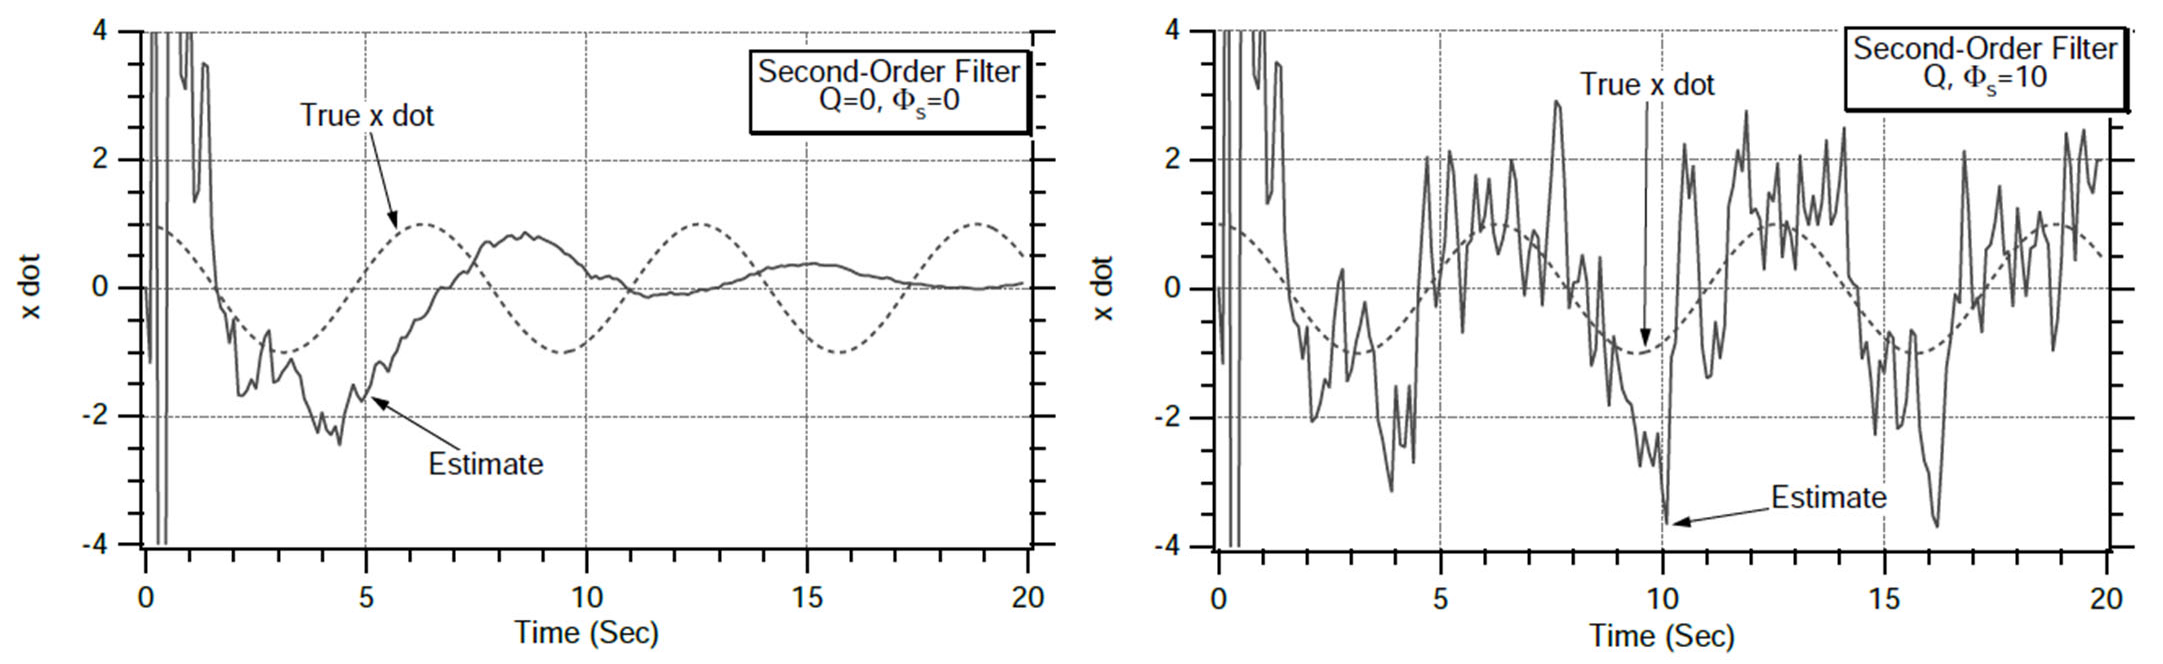 4
2
0
-2
-4
x dot
True x dot
Second-Order Filter
Q=0, Φs=0
Estimate
0 5 10 15 20
Time (Sec)
4
2
0
-2
-4
x dot
True x dot
Second-Order Filter
Q, Φs=10
Estimate
0 5 10 15 20
Time (Sec)